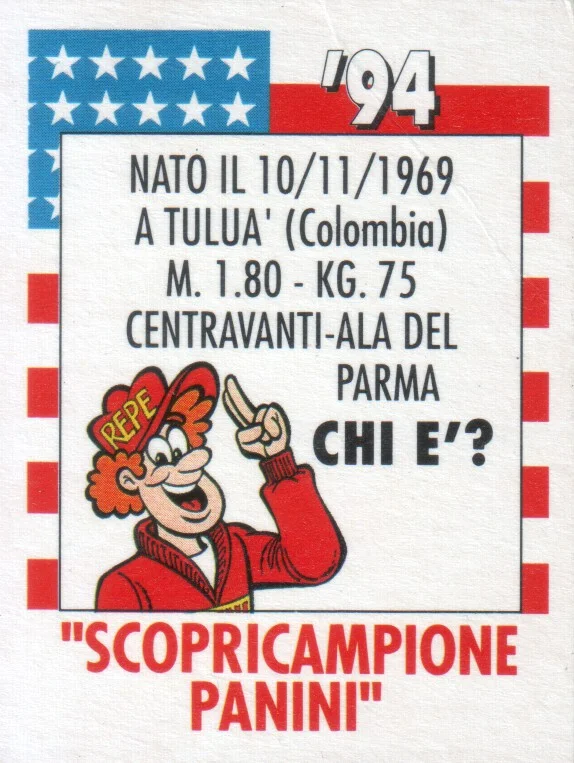 '94
NATO IL 10/11/1969
A TULUA' (Colombia)
M. 1.80 - KG. 75
CENTRAVANTI-ALA DEL
PARMA
CHI E'?
REPE
"SCOPRICAMPIONE
PANINI"